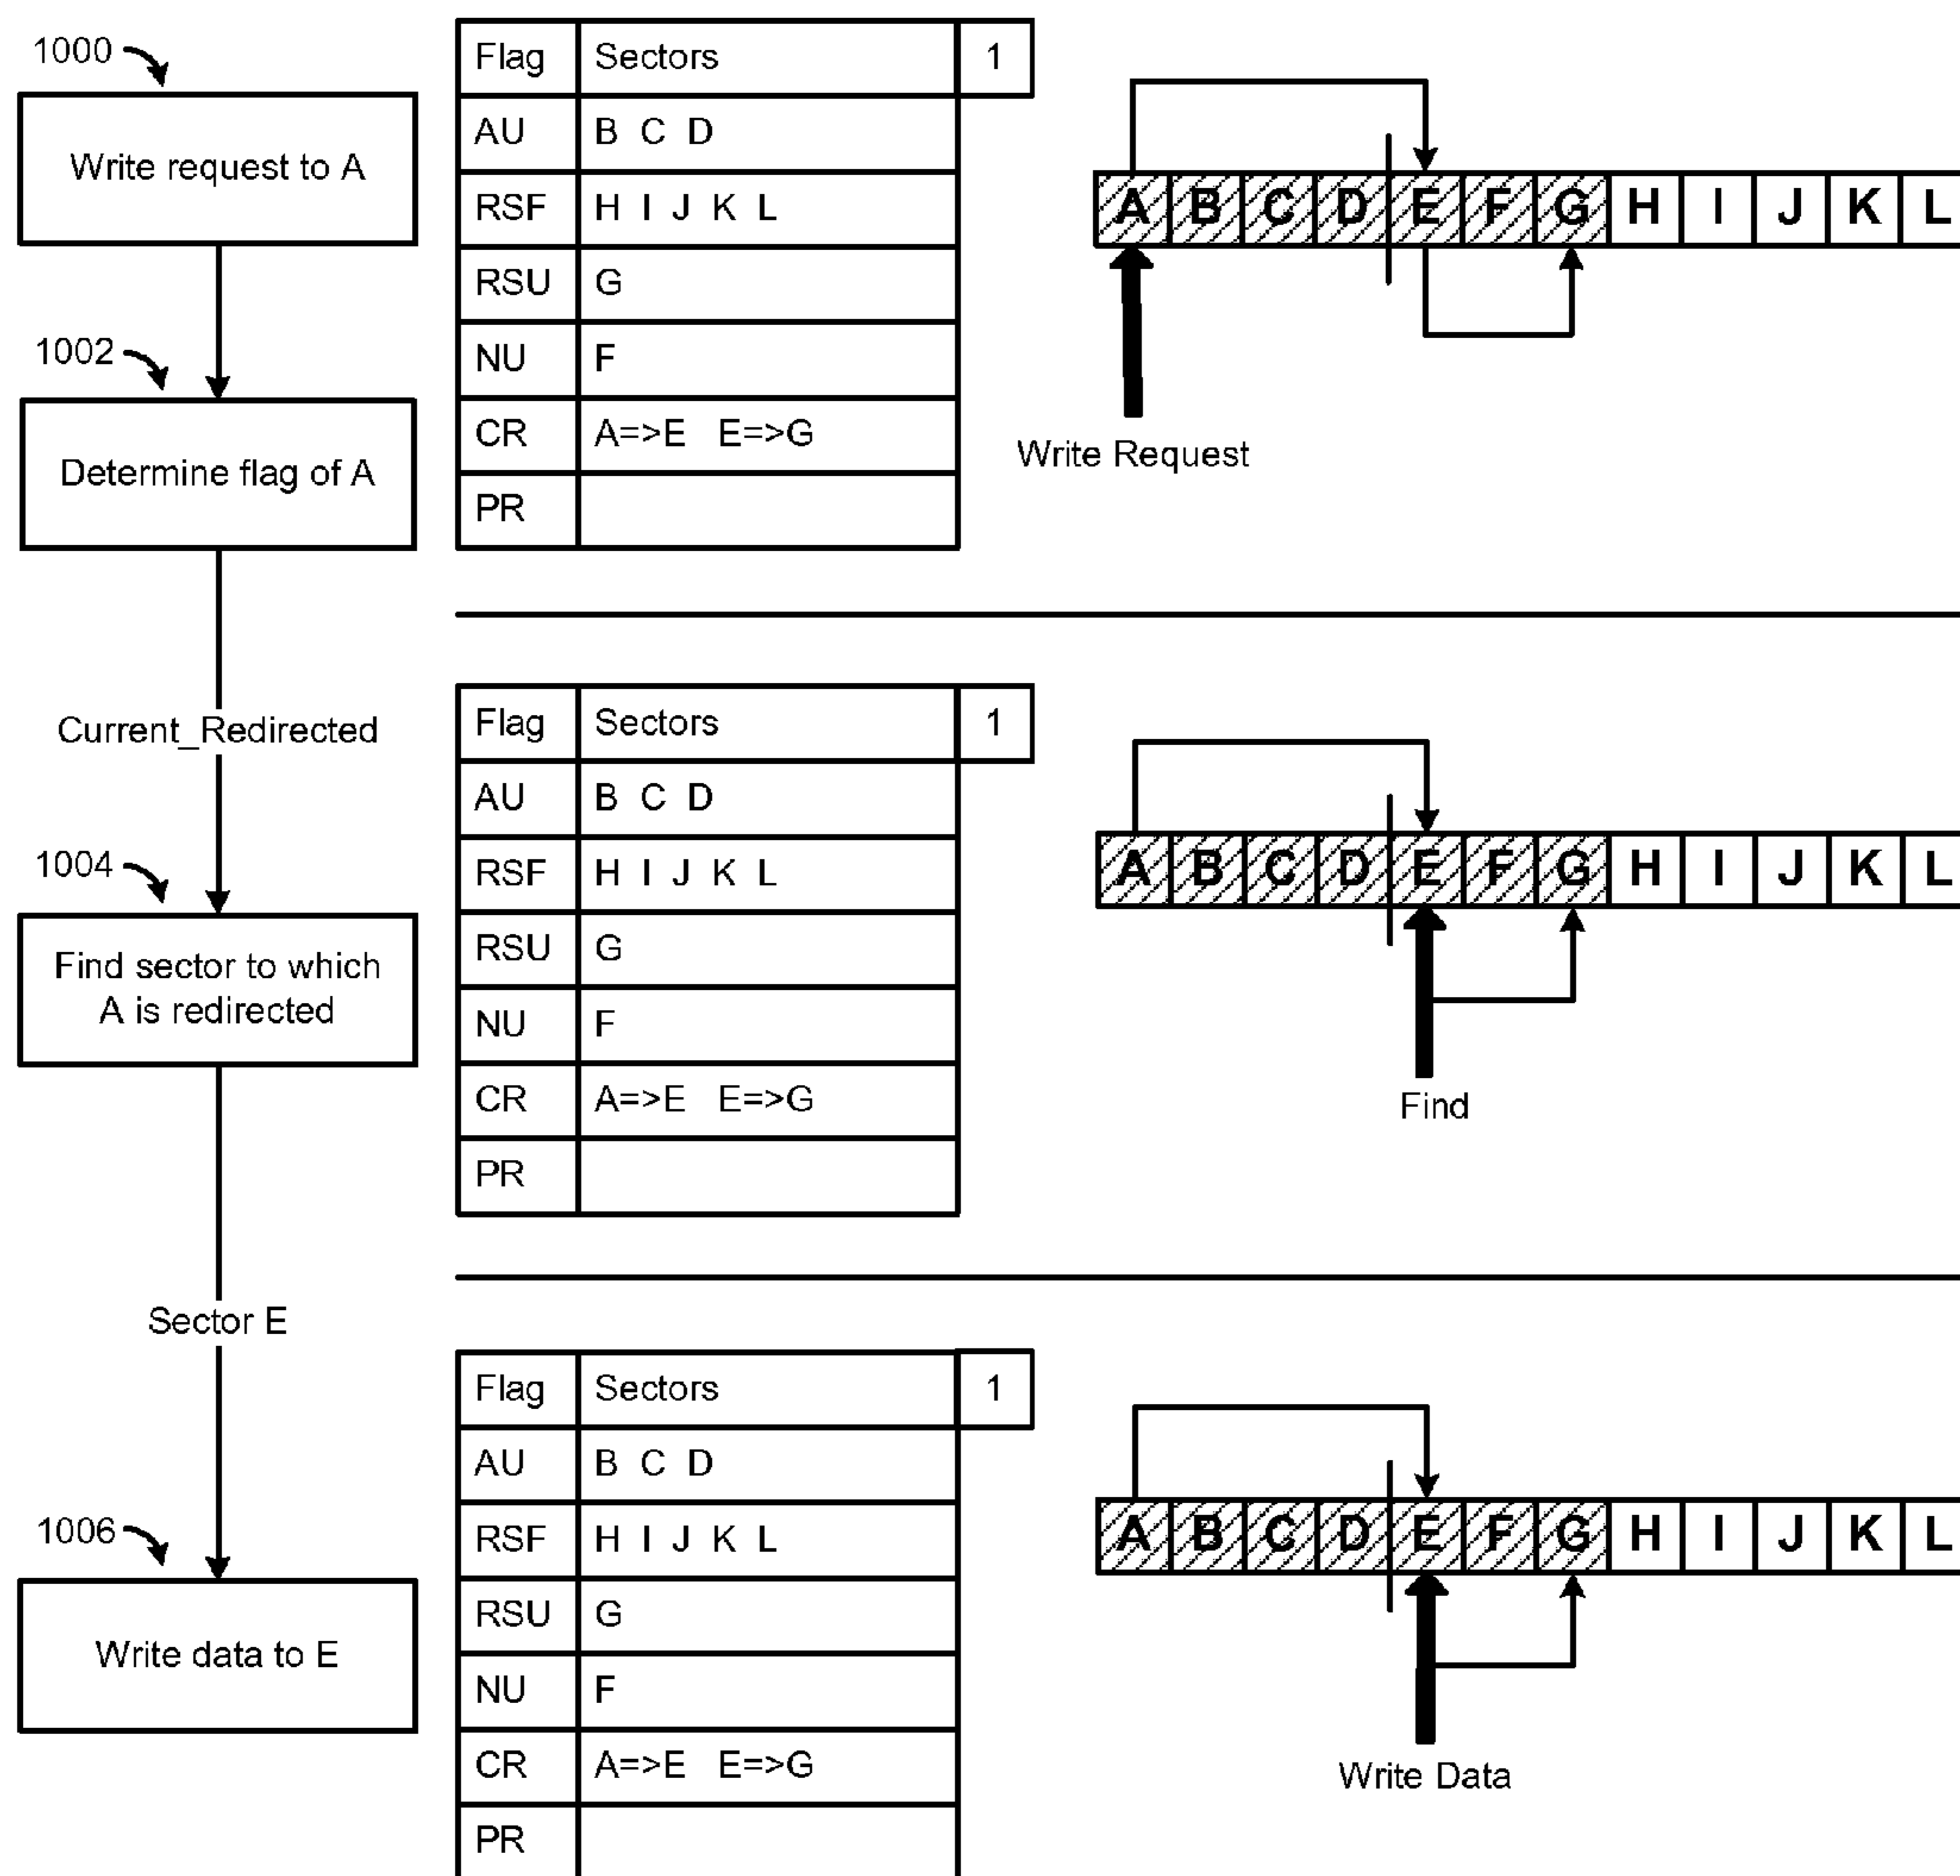 1000
Write request to A
1002
Determine flag of A
Current_Redirected
1004
Find sector to which
A is redirected
Sector E
1006
Write data to E
Flag Sectors 1
AU B C D
RSF H I J K L
RSU G
NU F
CR A=>E E=>G
PR
A B C D E F G H I J K L
Write Request
Flag Sectors 1
AU B C D
RSF H I J K L
RSU G
NU F
CR A=>E E=>G
PR
A B C D E F G H I J K L
Find
Flag Sectors 1
AU B C D
RSF H I J K L
RSU G
NU F
CR A=>E E=>G
PR
A B C D E F G H I J K L
Write Data